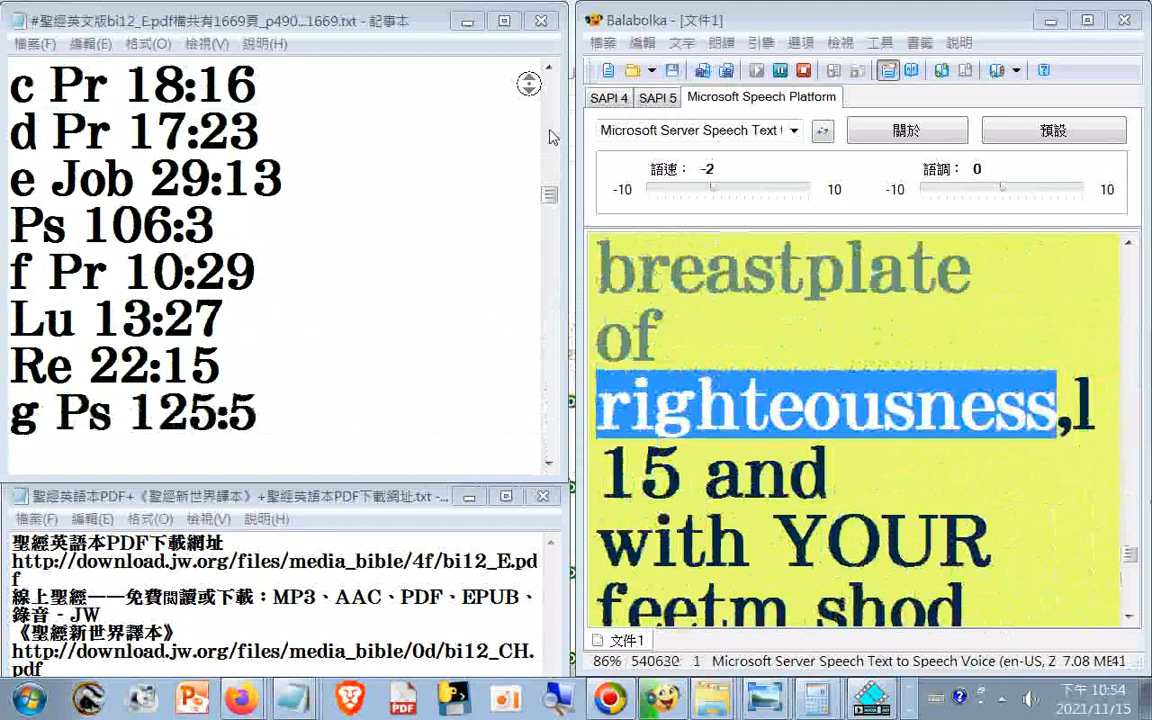 #聖經英文版bi12_Epdf檔共有1669頁_p490...1669.txt - 記事本
檔案(F) 編輯(E) 格式(O) 檢視(V) 說明(H)
c Pr 18:16
d Pr 17:23
e Job 29:13
Ps 106:3
f Pr 10:29
Lu 13:27
Re 22:15
g Ps 125:5
聖經英語本PDF+《聖經新世界譯本》+聖經英語本PDF下載網址.txt -...
檔案(F) 編輯(E) 格式(O) 檢視(V) 說明(H)
聖經英語本PDF下載網址
http://download.jw.org/files/media_bible/4f/bi12_E.pd
f
線上聖經——免費閱讀或下載：MP3、AAC、PDF、EPUB、
錄音 - JW
《聖經新世界譯本》
http://download.jw.org/files/media_bible/0d/bi12_CH.
pdf
Balabolka - [文件1]
檔案 編輯 文字 朗讀 引擎 選項 檢視 工具 書籤 說明
SAPI 4 SAPI 5 Microsoft Speech Platform
Microsoft Server Speech Text 關於 預設
語速： -2 語調： 0
-10 10 -10 10
breastplate
of
righteousness,l
15 and
with YOUR
feetm shod
文件1
86% 540630 1 Microsoft Server Speech Text to Speech Voice (en-US, Z 7.08 ME41
下午 10:54
2021/11/15